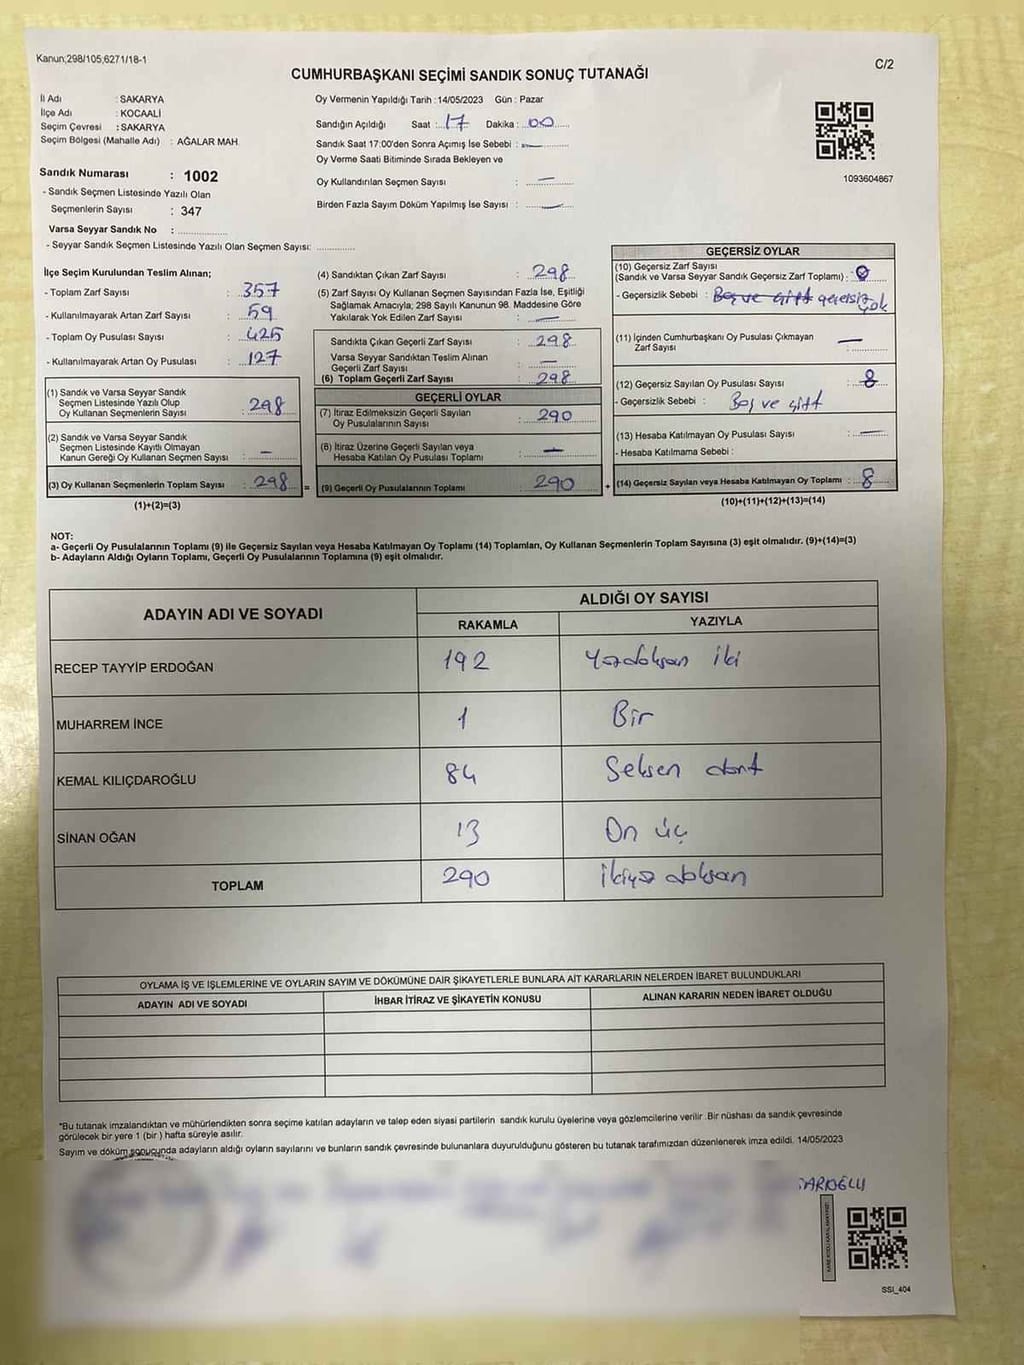 Kanun;298/105,6271/18-1
C/2
CUMHURBAŞKANI SEÇİMİ SANDIK SONUÇ TUTANAĞI
İl Adı : SAKARYA
İlçe Adı : KOCAALİ
Seçim Çevresi : SAKARYA
Seçim Bölgesi (Mahalle Adı) : AĞALAR MAH.
Oy Vermenin Yapıldığı Tarih :14/05/2023 Gün : Pazar
Sandığın Açıldığı Saat : 17 Dakika : 00
Sandık Saat 17:00'den Sonra Açımış İse Sebebi : —
Oy Verme Saati Bitiminde Sırada Bekleyen ve
Oy Kullandırılan Seçmen Sayısı : —
Birden Fazla Sayım Döküm Yapılmış İse Sayısı : —
1093604867
Sandık Numarası : 1002
- Sandık Seçmen Listesinde Yazılı Olan
Seçmenlerin Sayısı : 347
Varsa Seyyar Sandık No :
- Seyyar Sandık Seçmen Listesinde Yazılı Olan Seçmen Sayısı:
İlçe Seçim Kurulundan Teslim Alınan;
- Toplam Zarf Sayısı : 357
- Kullanılmayarak Artan Zarf Sayısı : 59
- Toplam Oy Pusulası Sayısı : 425
- Kullanılmayarak Artan Oy Pusulası : 127
(1) Sandık ve Varsa Seyyar Sandık
Seçmen Listesinde Yazılı Olup
Oy Kullanan Seçmenlerin Sayısı : 298
(2) Sandık ve Varsa Seyyar Sandık
Seçmen Listesinde Kayıtlı Olmayan
Kanun Gereği Oy Kullanan Seçmen Sayısı : —
(3) Oy Kullanan Seçmenlerin Toplam Sayısı : 298 =
(1)+(2)=(3)
(4) Sandıktan Çıkan Zarf Sayısı : 298
(5) Zarf Sayısı Oy Kullanan Seçmen Sayısından Fazla İse, Eşitliği
Sağlamak Amacıyla; 298 Sayılı Kanunun 98. Maddesine Göre
Yakılarak Yok Edilen Zarf Sayısı : —
Sandıkta Çıkan Geçerli Zarf Sayısı : 298
Varsa Seyyar Sandıktan Teslim Alınan
Geçerli Zarf Sayısı : —
(6) Toplam Geçerli Zarf Sayısı : 298
GEÇERLİ OYLAR
(7) İtiraz Edilmeksizin Geçerli Sayılan
Oy Pusulalarının Sayısı : 290
(8) İtiraz Üzerine Geçerli Sayılan veya
Hesaba Katılan Oy Pusulası Toplamı : —
(9) Geçerli Oy Pusulalarının Toplamı : 290 +
GEÇERSİZ OYLAR
(10) Geçersiz Zarf Sayısı
(Sandık ve Varsa Seyyar Sandık Geçersiz Zarf Toplamı) :
- Geçersizlik Sebebi : Boş ve çift geçersiz yok
(11) İçinden Cumhurbaşkanı Oy Pusulası Çıkmayan
Zarf Sayısı —
(12) Geçersiz Sayılan Oy Pusulası Sayısı : 8
- Geçersizlik Sebebi : Boş ve çift
(13) Hesaba Katılmayan Oy Pusulası Sayısı : —
- Hesaba Katılmama Sebebi :
(14) Geçersiz Sayılan veya Hesaba Katılmayan Oy Toplamı : 8
(10)+(11)+(12)+(13)=(14)
NOT:
a- Geçerli Oy Pusulalarının Toplamı (9) ile Geçersiz Sayılan veya Hesaba Katılmayan Oy Toplamı (14) Toplamları, Oy Kullanan Seçmenlerin Toplam Sayısına (3) eşit olmalıdır. (9)+(14)=(3)
b- Adayların Aldığı Oyların Toplamı, Geçerli Oy Pusulalarının Toplamına (9) eşit olmalıdır.
ADAYIN ADI VE SOYADI
ALDIĞI OY SAYISI
RAKAMLA YAZIYLA
RECEP TAYYİP ERDOĞAN 192 Yüzdoksan iki
MUHARREM İNCE 1 Bir
KEMAL KILIÇDAROĞLU 84 Seksen dört
SİNAN OĞAN 13 On üç
TOPLAM 290 İkiyüz doksan
OYLAMA İŞ VE İŞLEMLERİNE VE OYLARIN SAYIM VE DÖKÜMÜNE DAİR ŞİKAYETLERLE BUNLARA AİT KARARLARIN NELERDEN İBARET BULUNDUKLARI
ADAYIN ADI VE SOYADI İHBAR İTİRAZ VE ŞİKAYETİN KONUSU ALINAN KARARIN NEDEN İBARET OLDUĞU
*Bu tutanak imzalandıktan ve mühürlendikten sonra seçime katılan adayların ve talep eden siyasi partilerin sandık kurulu üyelerine veya gözlemcilerine verilir .Bir nüshası da sandık çevresinde
görülecek bir yere 1 (bir ) hafta süreyle asılır.
Sayım ve döküm sonucunda adayların aldığı oyların sayılarını ve bunların sandık çevresinde bulunanlara duyurulduğunu gösteren bu tutanak tarafımızdan düzenlenerek imza edildi. 14/05/2023
SSI_404